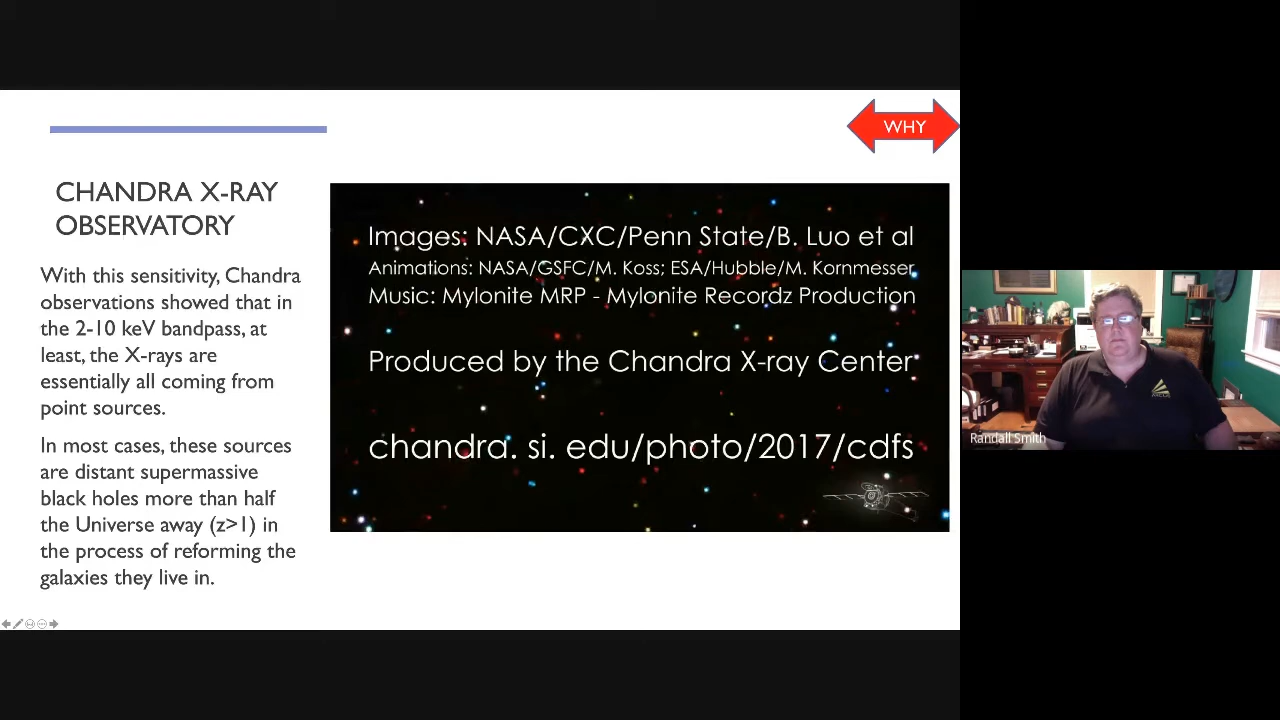 WHY
CHANDRA X-RAY
OBSERVATORY
With this sensitivity, Chandra
observations showed that in
the 2-10 keV bandpass, at
least, the X-rays are
essentially all coming from
point sources.
In most cases, these sources
are distant supermassive
black holes more than half
the Universe away (z>1) in
the process of reforming the
galaxies they live in.
Images: NASA/CXC/Penn State/B. Luo et al
Animations: NASA/GSFC/M. Koss; ESA/Hubble/M. Kornmesser
Music: Mylonite MRP - Mylonite Recordz Production
Produced by the Chandra X-ray Center
chandra. si. edu/photo/2017/cdfs
Randall Smith